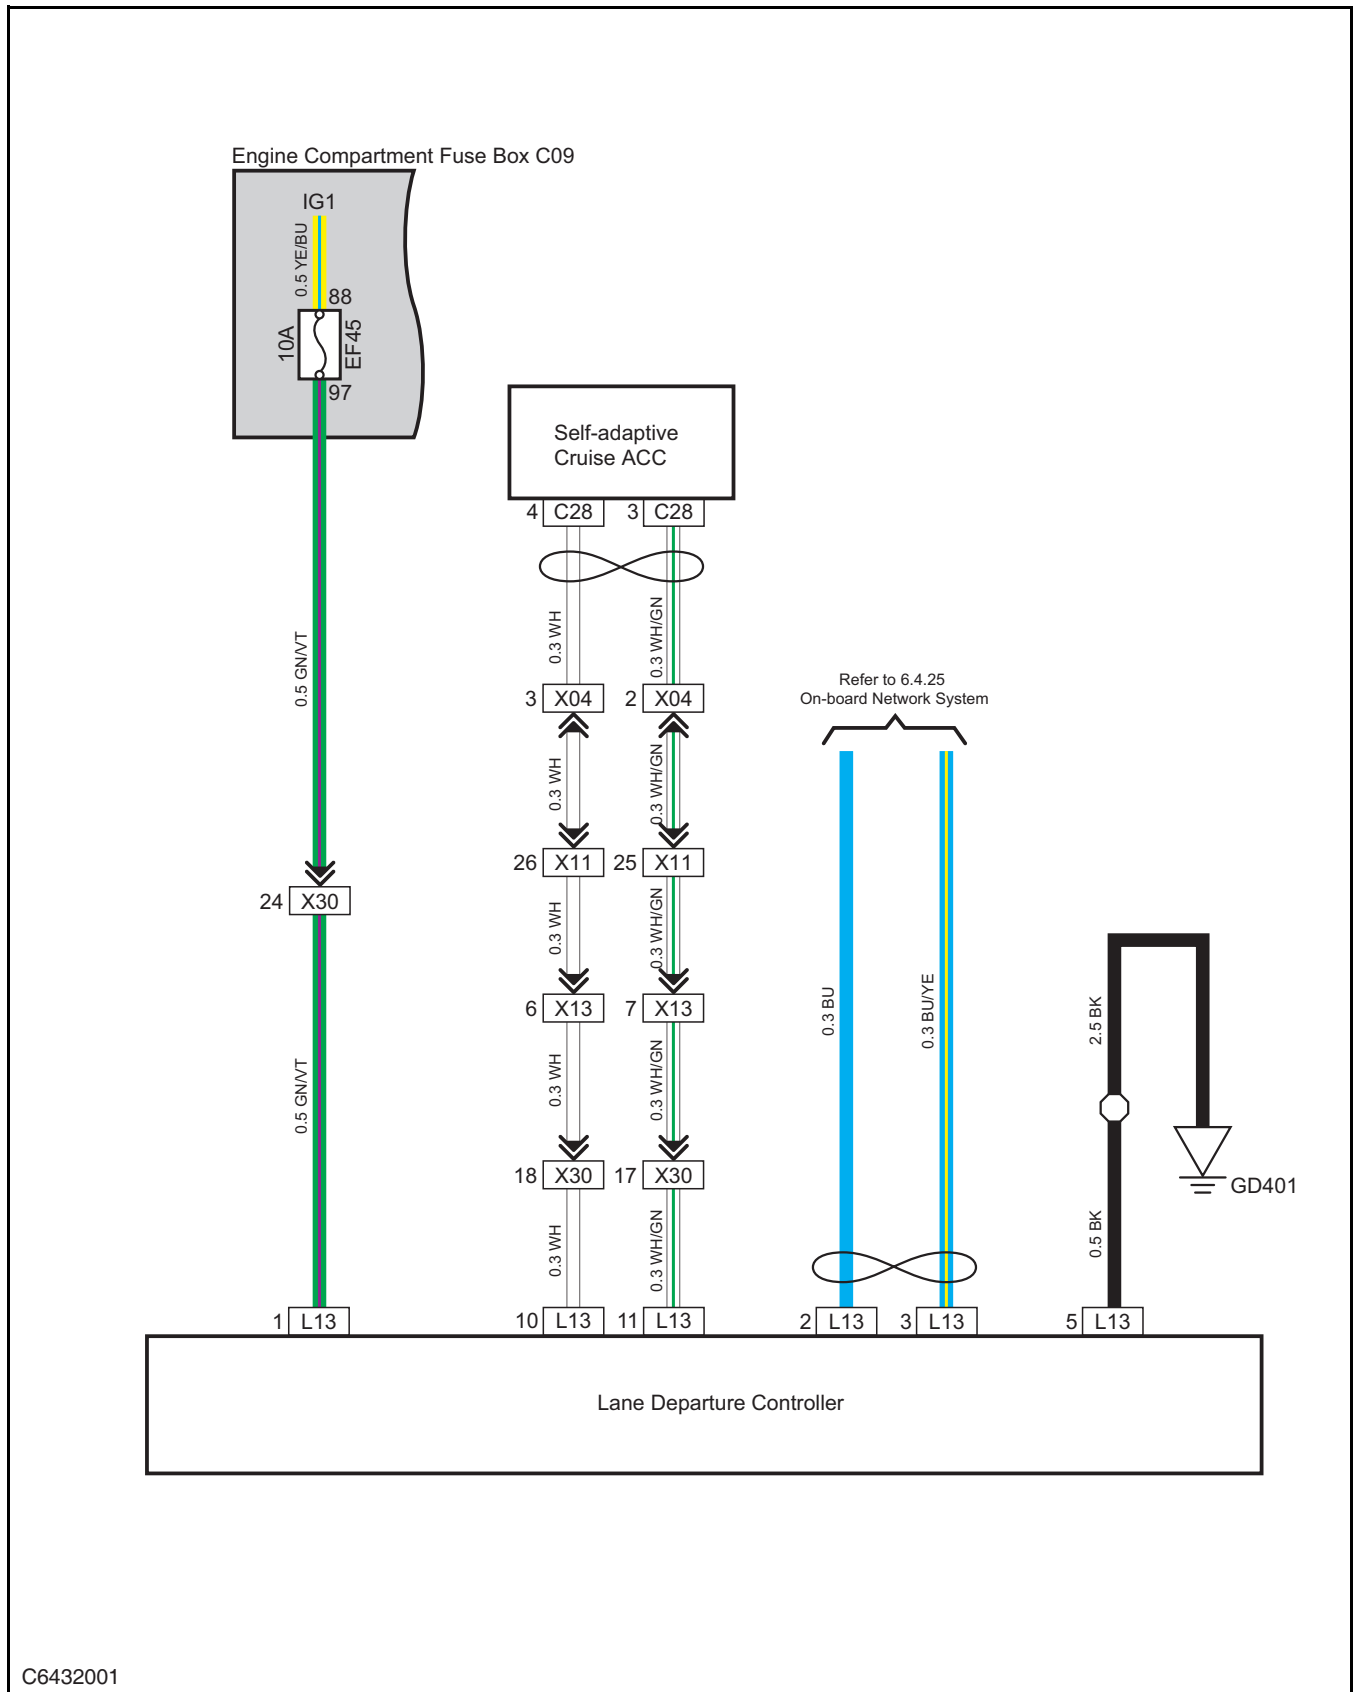 Engine Compartment Fuse Box C09
IG1
0.5 YE/BU
88
10A
EF45
97
Self-adaptive
Cruise ACC
4 C28 3 C28
0.5 GN/VT
0.3 WH
0.3 WH/GN
Refer to 6.4.25
On-board Network System
3 X04 2 X04
0.3 WH
0.3 WH/GN
26 X11 25 X11
24 X30
0.3 WH
0.3 WH/GN
6 X13 7 X13
0.3 BU
0.3 BU/YE
2.5 BK
0.5 GN/VT
0.3 WH
0.3 WH/GN
18 X30 17 X30
GD401
0.3 WH
0.3 WH/GN
0.5 BK
1 L13 10 L13 11 L13 2 L13 3 L13 5 L13
Lane Departure Controller
C6432001